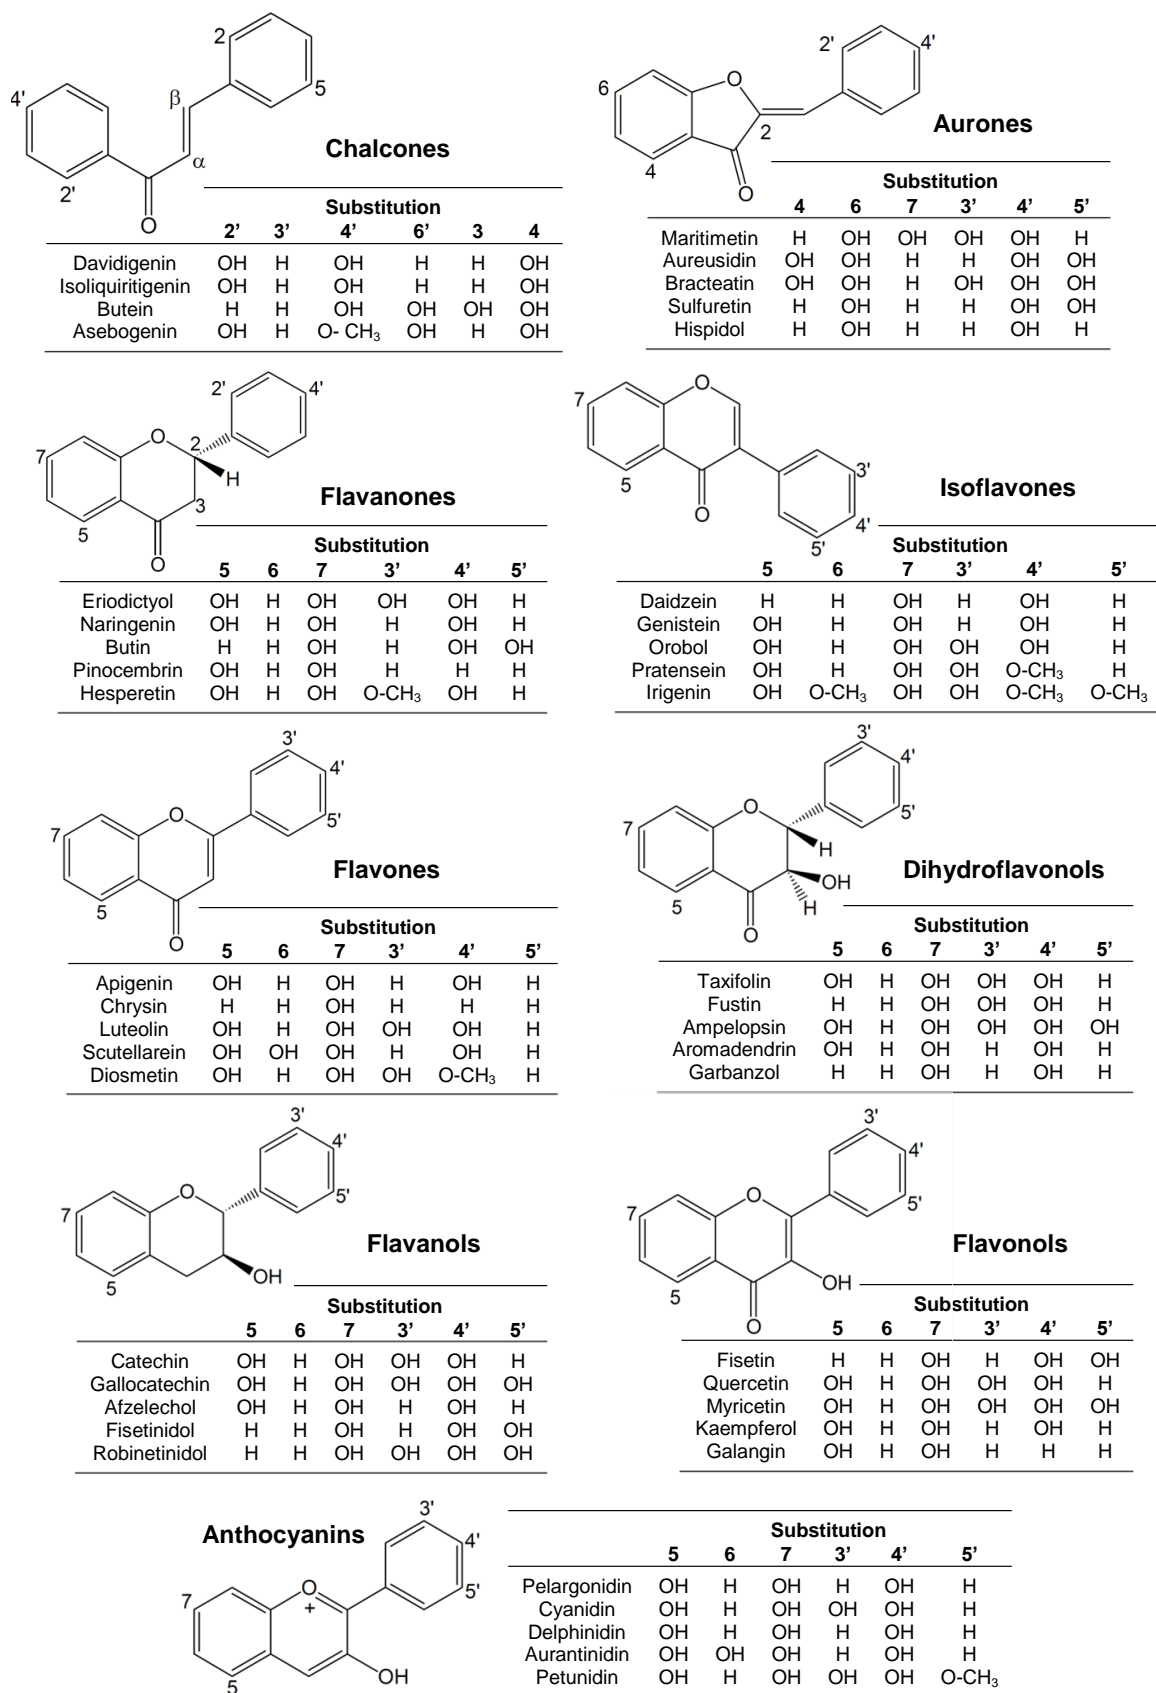 2
5
4'
β
α
2'
O
Chalcones
Substitution
2’ 3’ 4’ 6’ 3 4
Davidigenin OH H OH H H OH
Isoliquiritigenin OH H OH H H OH
Butein H H OH OH OH OH
Asebogenin OH H O- CH3 OH H OH
2'
4'
6
O
2
4
O
Aurones
Substitution
4 6 7 3’ 4’ 5’
Maritimetin H OH OH OH OH H
Aureusidin OH OH H H OH OH
Bracteatin OH OH H OH OH OH
Sulfuretin H OH H H OH OH
Hispidol H OH H H OH H
2'
4'
7
O
2
H
3
5
O
Flavanones
Substitution
5 6 7 3’ 4’ 5’
Eriodictyol OH H OH OH OH H
Naringenin OH H OH H OH H
Butin H H OH H OH OH
Pinocembrin OH H OH H H H
Hesperetin OH H OH O-CH3 OH H
7
O
3'
5
O
4'
5'
Isoflavones
Substitution
5 6 7 3’ 4’ 5’
Daidzein H H OH H OH H
Genistein OH H OH H OH H
Orobol OH H OH OH OH H
Pratensein OH H OH OH O-CH3 H
Irigenin OH O-CH3 OH OH O-CH3 O-CH3
3'
4'
O
5'
7
5
O
Flavones
Substitution
5 6 7 3’ 4’ 5’
Apigenin OH H OH H OH H
Chrysin H H OH H H H
Luteolin OH H OH OH OH H
Scutellarein OH OH OH H OH H
Diosmetin OH H OH OH O-CH3 H
3'
4'
O
5'
7
H
OH
5
H
O
Dihydroflavonols
Substitution
5 6 7 3’ 4’ 5’
Taxifolin OH H OH OH OH H
Fustin H H OH OH OH H
Ampelopsin OH H OH OH OH OH
Aromadendrin OH H OH H OH H
Garbanzol H H OH H OH H
3'
4'
O
5'
7
OH
5
Flavanols
Substitution
5 6 7 3’ 4’ 5’
Catechin OH H OH OH OH H
Gallocatechin OH H OH OH OH OH
Afzelechol OH H OH H OH H
Fisetinidol H H OH H OH OH
Robinetinidol H H OH OH OH OH
3'
4'
O
5'
7
OH
5
O
Flavonols
Substitution
5 6 7 3’ 4’ 5’
Fisetin H H OH H OH OH
Quercetin OH H OH OH OH H
Myricetin OH H OH OH OH OH
Kaempferol OH H OH H OH H
Galangin OH H OH H H H
Anthocyanins
3'
4'
O
+
5'
7
OH
5
Substitution
5 6 7 3’ 4’ 5’
Pelargonidin OH H OH H OH H
Cyanidin OH H OH OH OH H
Delphinidin OH H OH H OH H
Aurantinidin OH OH OH H OH H
Petunidin OH H OH OH OH O-CH3